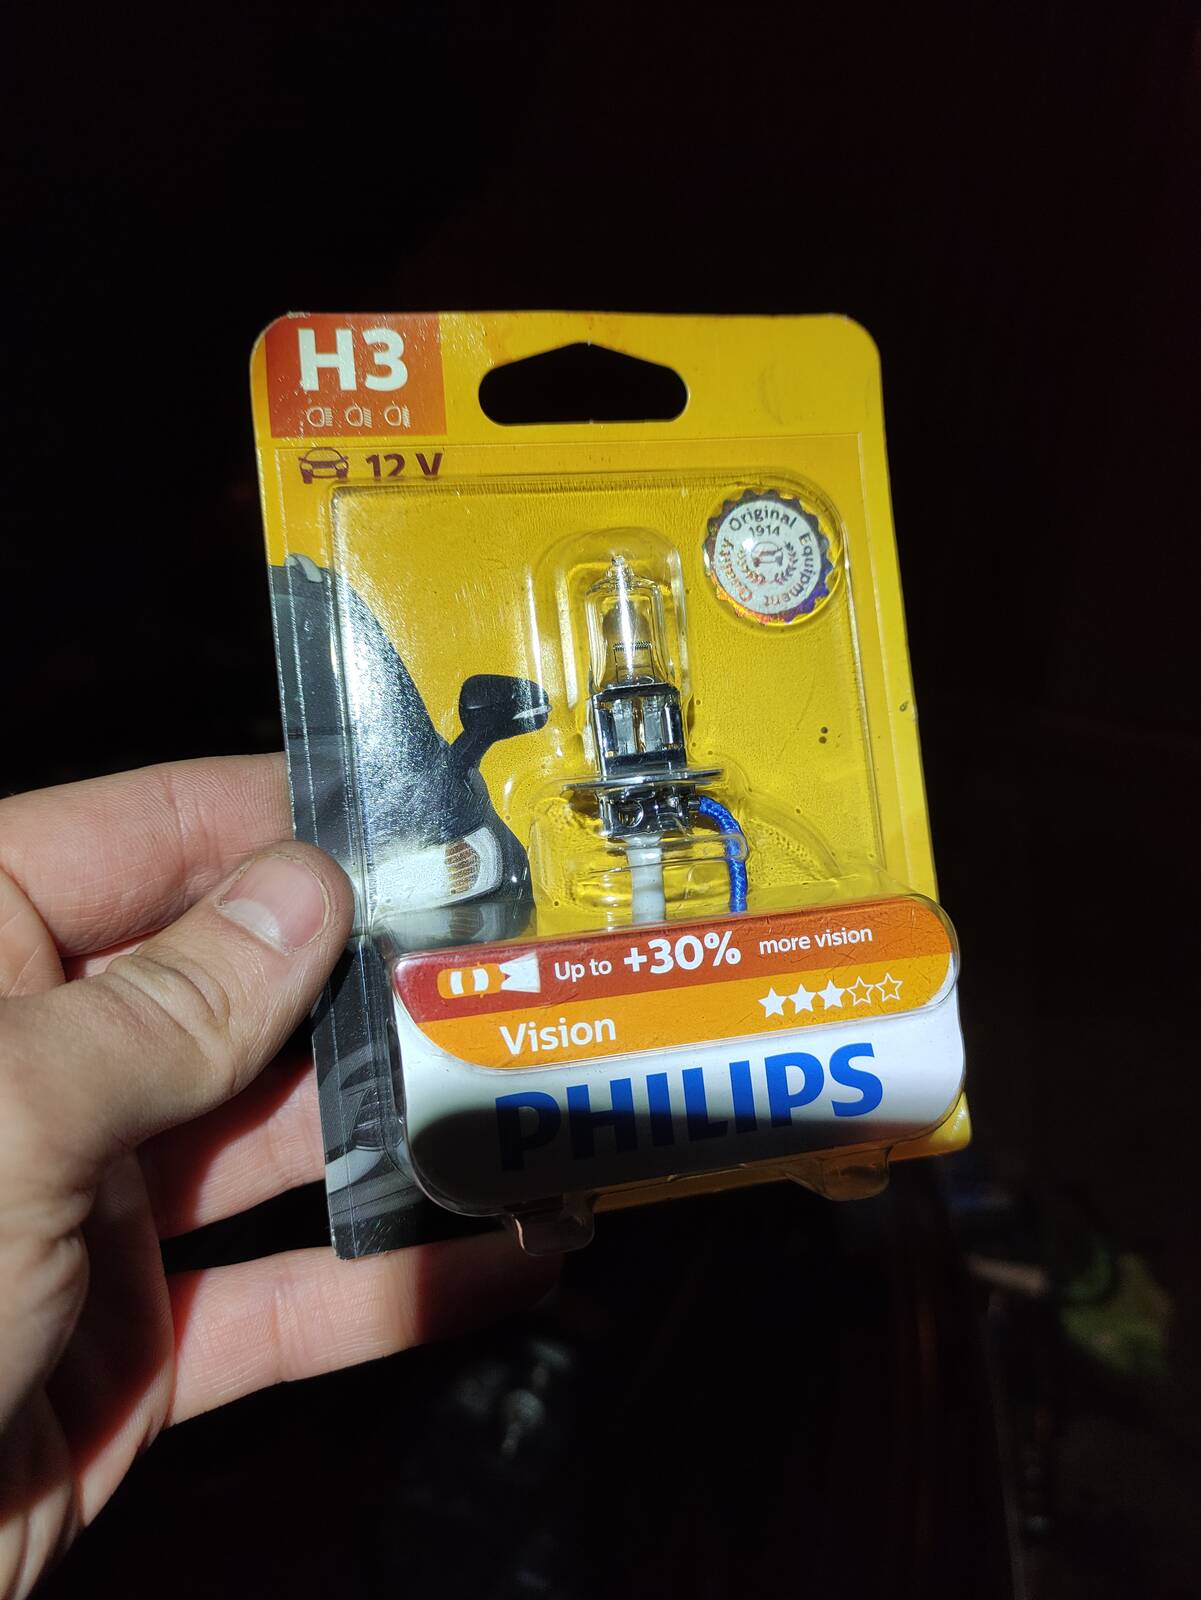 H3
12 V
Quality Original Equipment
1914
Up to +30% more vision
Vision
PHILIPS